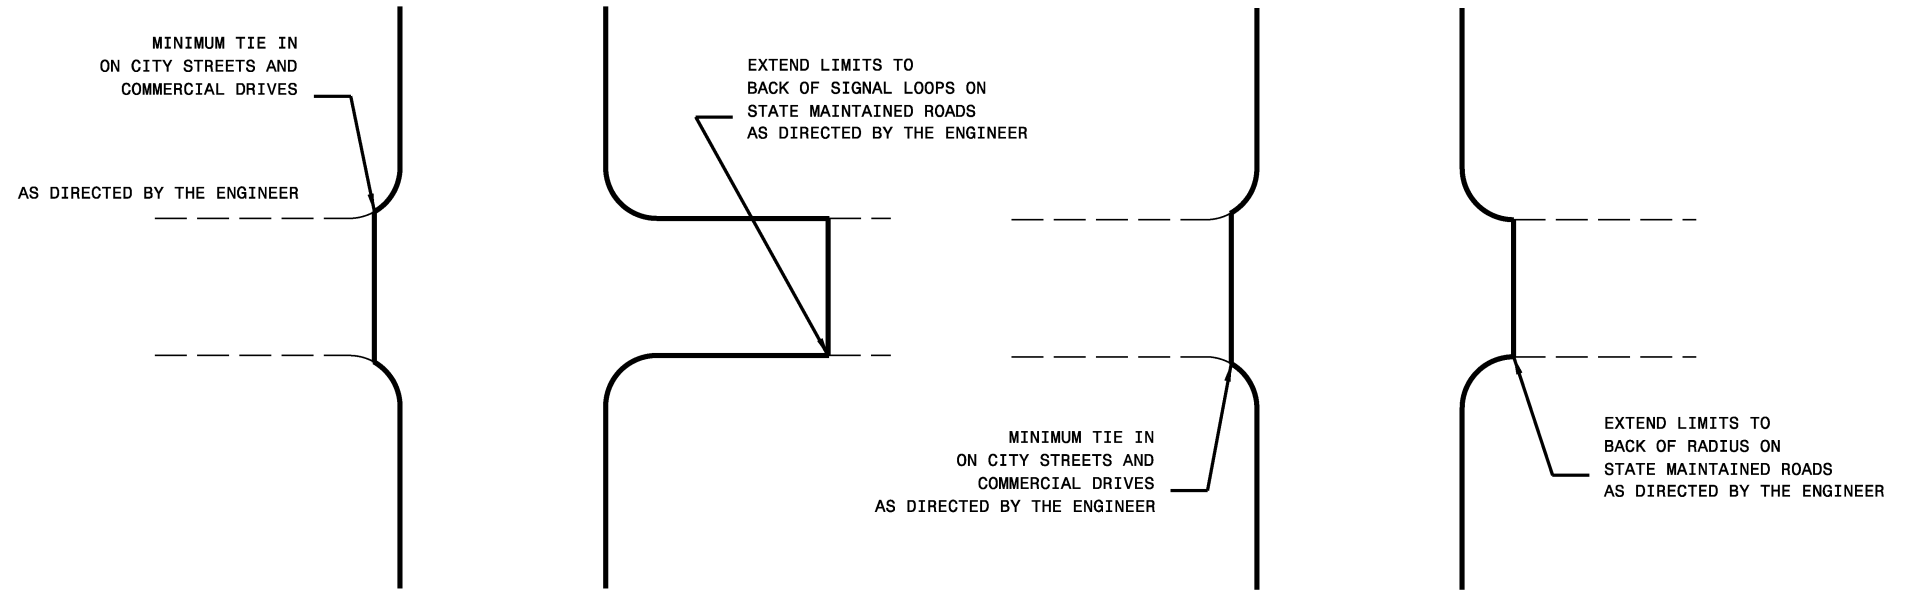 MINIMUM TIE IN
ON CITY STREETS AND
COMMERCIAL DRIVES
AS DIRECTED BY THE ENGINEER
EXTEND LIMITS TO
BACK OF SIGNAL LOOPS ON
STATE MAINTAINED ROADS
AS DIRECTED BY THE ENGINEER
MINIMUM TIE IN
ON CITY STREETS AND
COMMERCIAL DRIVES
AS DIRECTED BY THE ENGINEER
EXTEND LIMITS TO
BACK OF RADIUS ON
STATE MAINTAINED ROADS
AS DIRECTED BY THE ENGINEER